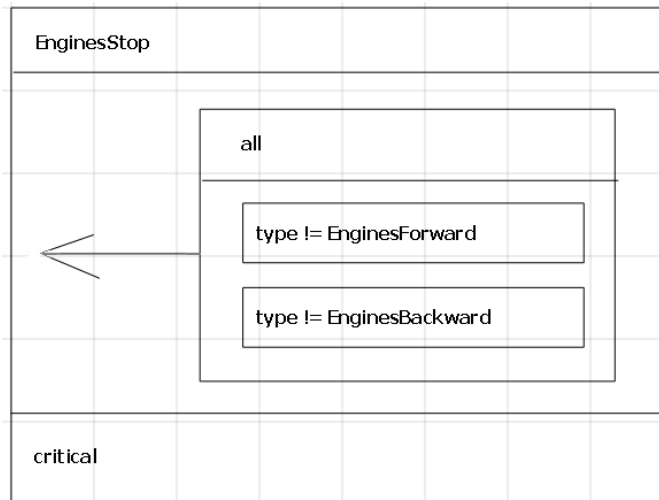 EnginesStop
all
type != EnginesForward
type != EnginesBackward
critical